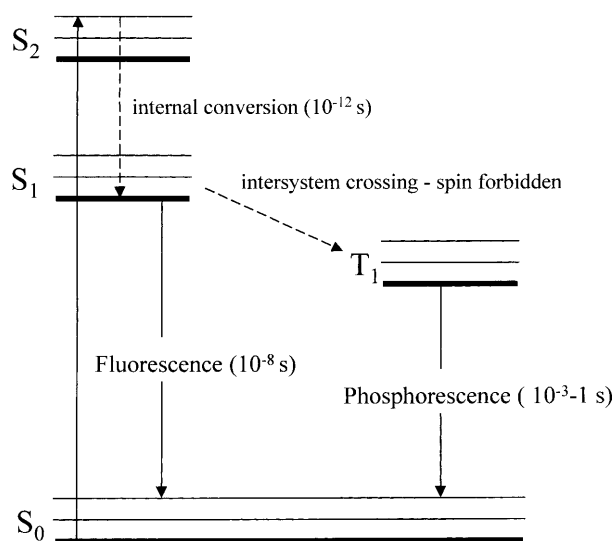 S₂
internal conversion (10⁻¹² s)
S₁
intersystem crossing - spin forbidden
T₁
Fluorescence (10⁻⁸ s)
Phosphorescence ( 10⁻³-1 s)
S₀